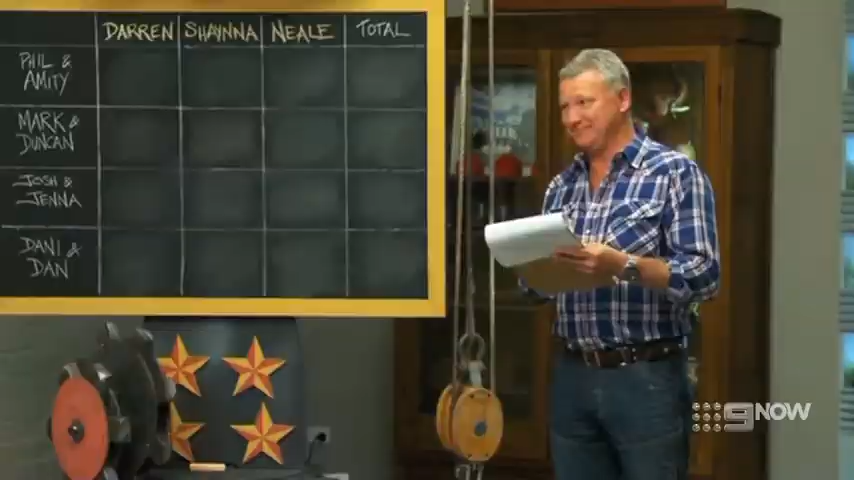 DARREN SHAYNNA NEALE TOTAL
PHIL &
AMITY
MARK &
DUNCAN
JOSH &
JENNA
DANI &
DAN
9NOW